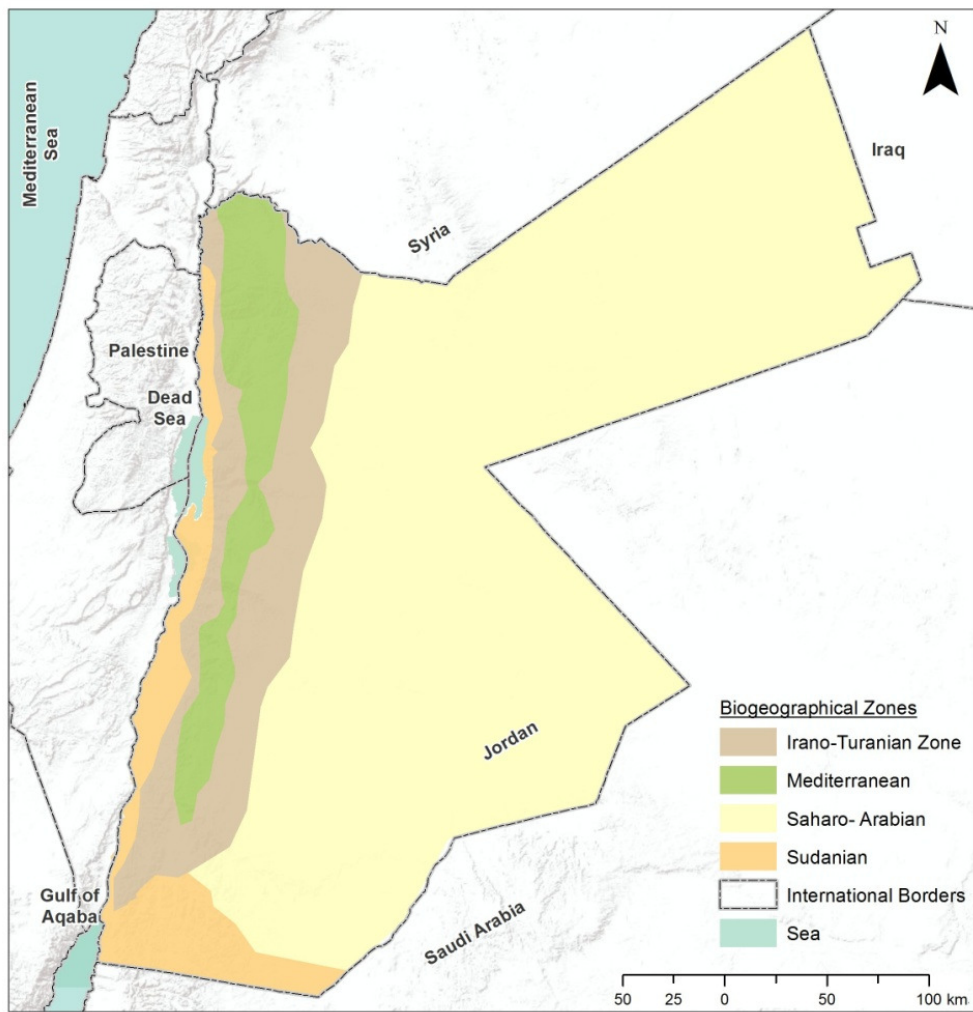 N
Mediterranean
Sea
Iraq
Syria
Palestine
Dead
Sea
Jordan
Gulf of
Aqaba
Saudi Arabia
Biogeographical Zones
Irano-Turanian Zone
Mediterranean
Saharo- Arabian
Sudanian
International Borders
Sea
50 25 0 50 100 km